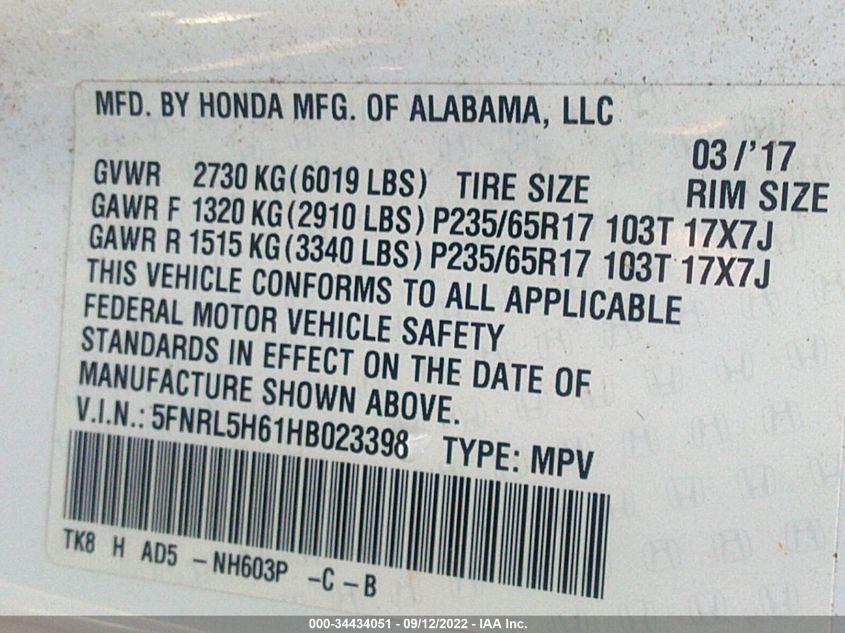 MFD. BY HONDA MFG. OF ALABAMA, LLC
03/'17
GVWR 2730 KG(6019 LBS) TIRE SIZE RIM SIZE
GAWR F 1320 KG(2910 LBS) P235/65R17 103T 17X7J
GAWR R 1515 KG(3340 LBS) P235/65R17 103T 17X7J
THIS VEHICLE CONFORMS TO ALL APPLICABLE
FEDERAL MOTOR VEHICLE SAFETY
STANDARDS IN EFFECT ON THE DATE OF
MANUFACTURE SHOWN ABOVE.
V.I.N.: 5FNRL5H61HB023398 TYPE: MPV
TK8 H AD5 -NH603P -C-B
000-34434051 - 09/12/2022 - IAA Inc.